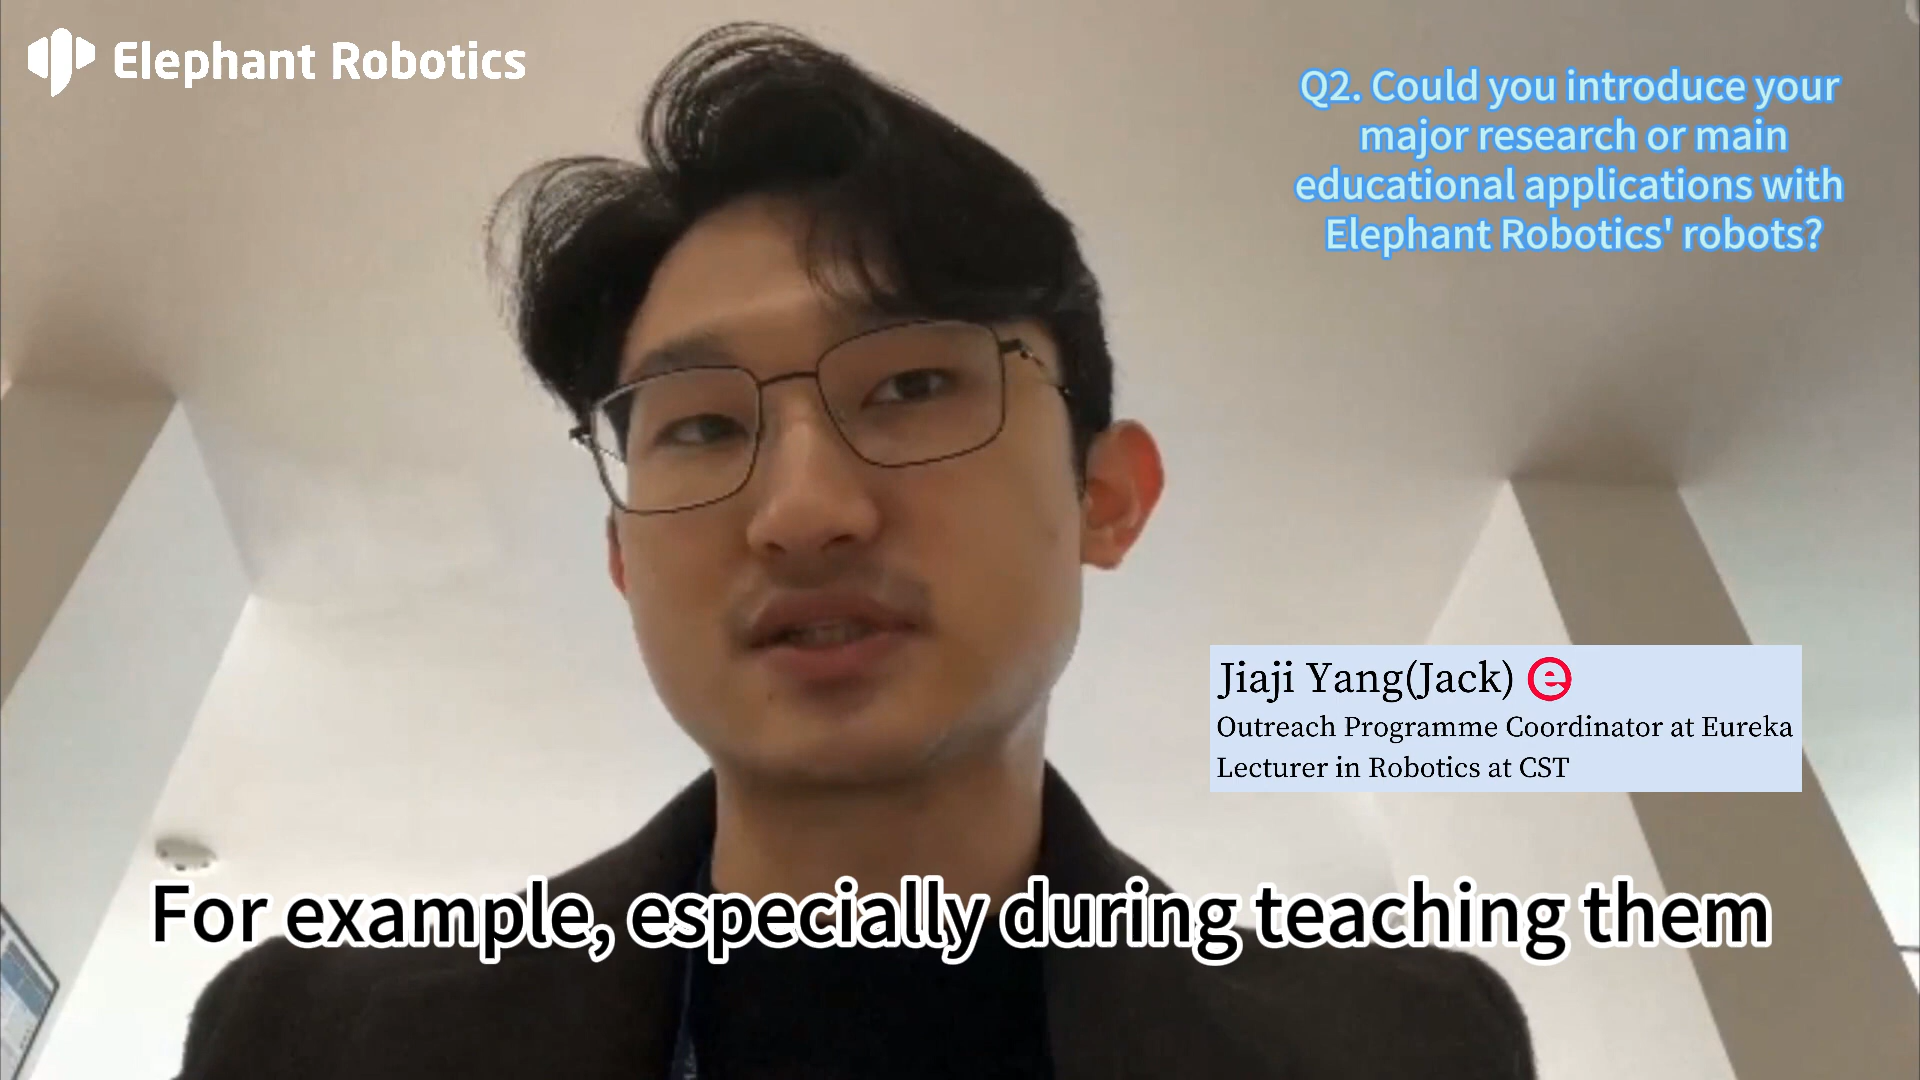 Elephant Robotics
Q2. Could you introduce your
major research or main
educational applications with
Elephant Robotics' robots?
Jiaji Yang(Jack)
Outreach Programme Coordinator at Eureka
Lecturer in Robotics at CST
For example, especially during teaching them